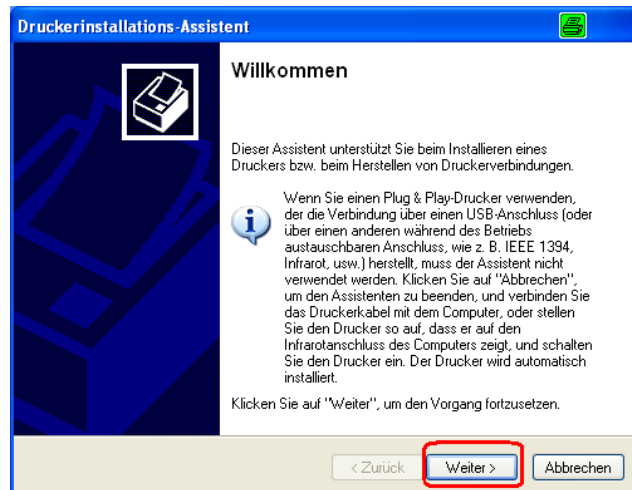 Druckerinstallations-Assistent
Willkommen
Dieser Assistent unterstützt Sie beim Installieren eines
Druckers bzw. beim Herstellen von Druckerverbindungen.
Wenn Sie einen Plug & Play-Drucker verwenden,
der die Verbindung über einen USB-Anschluss (oder
über einen anderen während des Betriebs
austauschbaren Anschluss, wie z. B. IEEE 1394,
Infrarot, usw.) herstellt, muss der Assistent nicht
verwendet werden. Klicken Sie auf "Abbrechen",
um den Assistenten zu beenden, und verbinden Sie
das Druckerkabel mit dem Computer, oder stellen
Sie den Drucker so auf, dass er auf den
Infrarotanschluss des Computers zeigt, und schalten
Sie den Drucker ein. Der Drucker wird automatisch
installiert.
Klicken Sie auf "Weiter", um den Vorgang fortzusetzen.
< Zurück Weiter > Abbrechen